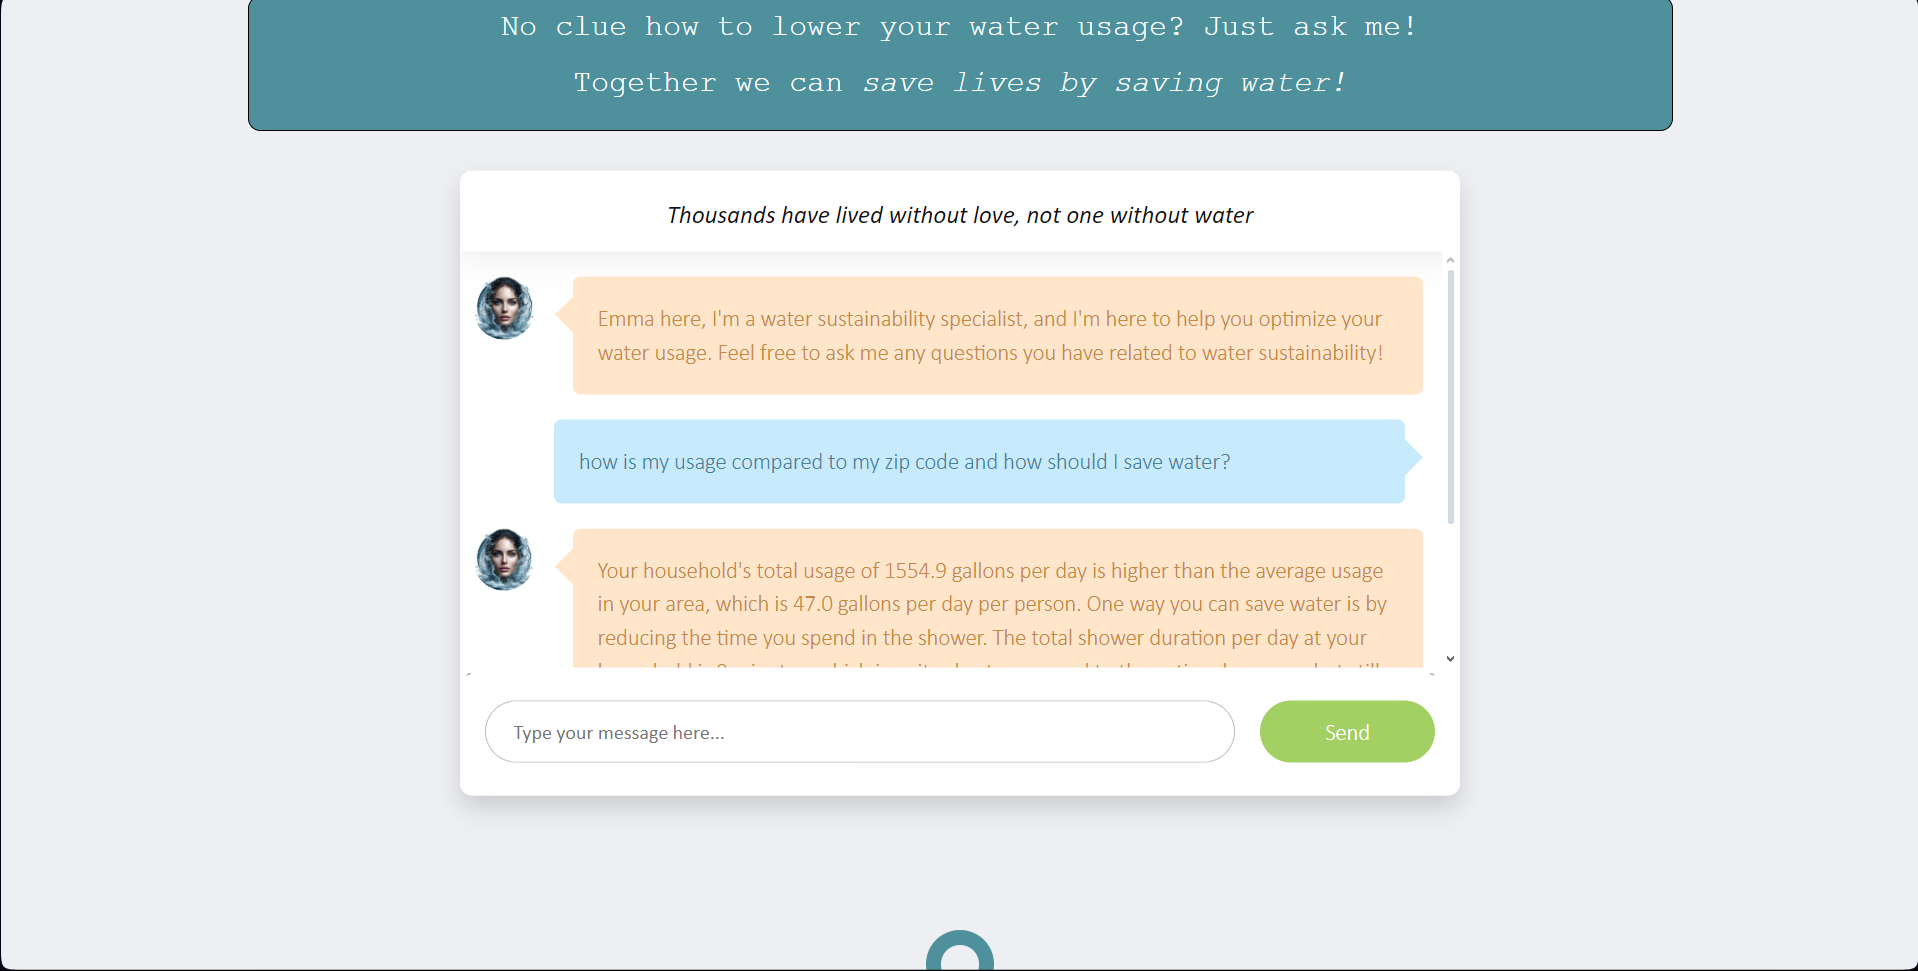 No clue how to lower your water usage? Just ask me!
Together we can save lives by saving water!
Thousands have lived without love, not one without water
Emma here, I'm a water sustainability specialist, and I'm here to help you optimize your
water usage. Feel free to ask me any questions you have related to water sustainability!
how is my usage compared to my zip code and how should I save water?
Your household's total usage of 1554.9 gallons per day is higher than the average usage
in your area, which is 47.0 gallons per day per person. One way you can save water is by
reducing the time you spend in the shower. The total shower duration per day at your
Type your message here...
Send